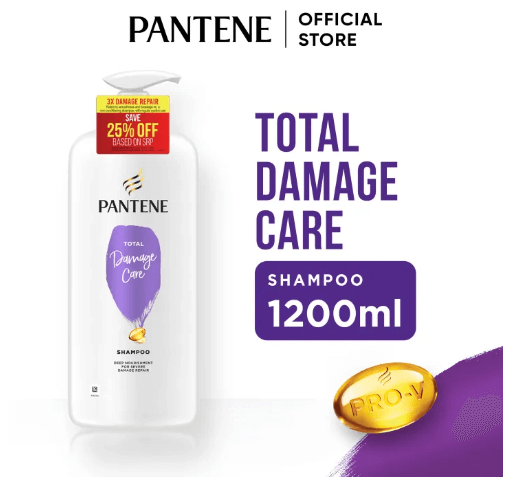 PANTENE
OFFICIAL
STORE
3X DAMAGE REPAIR
SAVE
25% OFF
BASED ON SRP
PANTENE
TOTAL
Damage
Care
SHAMPOO
DEEP NOURISHMENT
FOR SEVERE
DAMAGE REPAIR
TOTAL
DAMAGE
CARE
SHAMPOO
1200ml
PRO-V